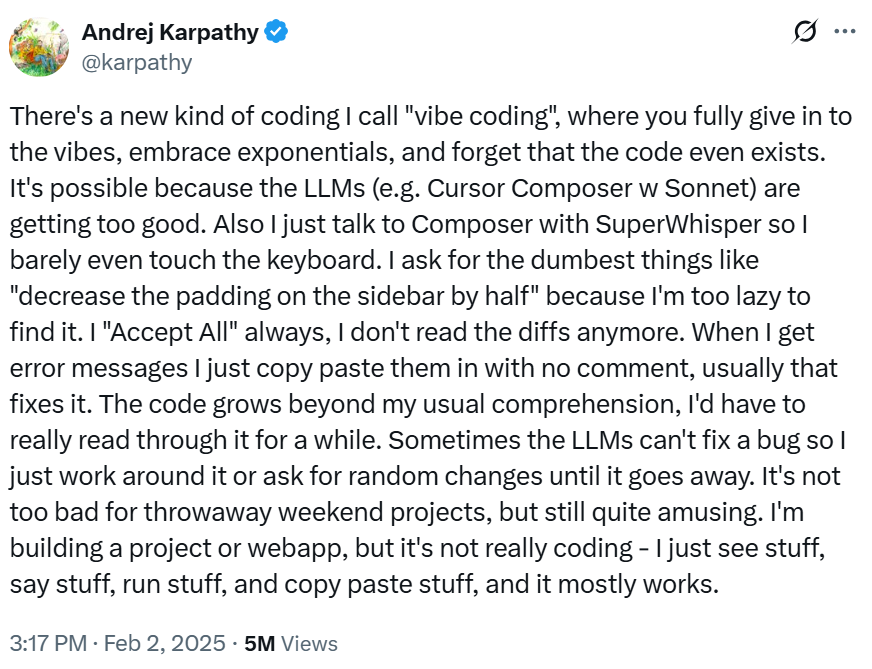 Andrej Karpathy
@karpathy
There's a new kind of coding I call "vibe coding", where you fully give in to
the vibes, embrace exponentials, and forget that the code even exists.
It's possible because the LLMs (e.g. Cursor Composer w Sonnet) are
getting too good. Also I just talk to Composer with SuperWhisper so I
barely even touch the keyboard. I ask for the dumbest things like
"decrease the padding on the sidebar by half" because I'm too lazy to
find it. I "Accept All" always, I don't read the diffs anymore. When I get
error messages I just copy paste them in with no comment, usually that
fixes it. The code grows beyond my usual comprehension, I'd have to
really read through it for a while. Sometimes the LLMs can't fix a bug so I
just work around it or ask for random changes until it goes away. It's not
too bad for throwaway weekend projects, but still quite amusing. I'm
building a project or webapp, but it's not really coding - I just see stuff,
say stuff, run stuff, and copy paste stuff, and it mostly works.
3:17 PM · Feb 2, 2025 · 5M Views